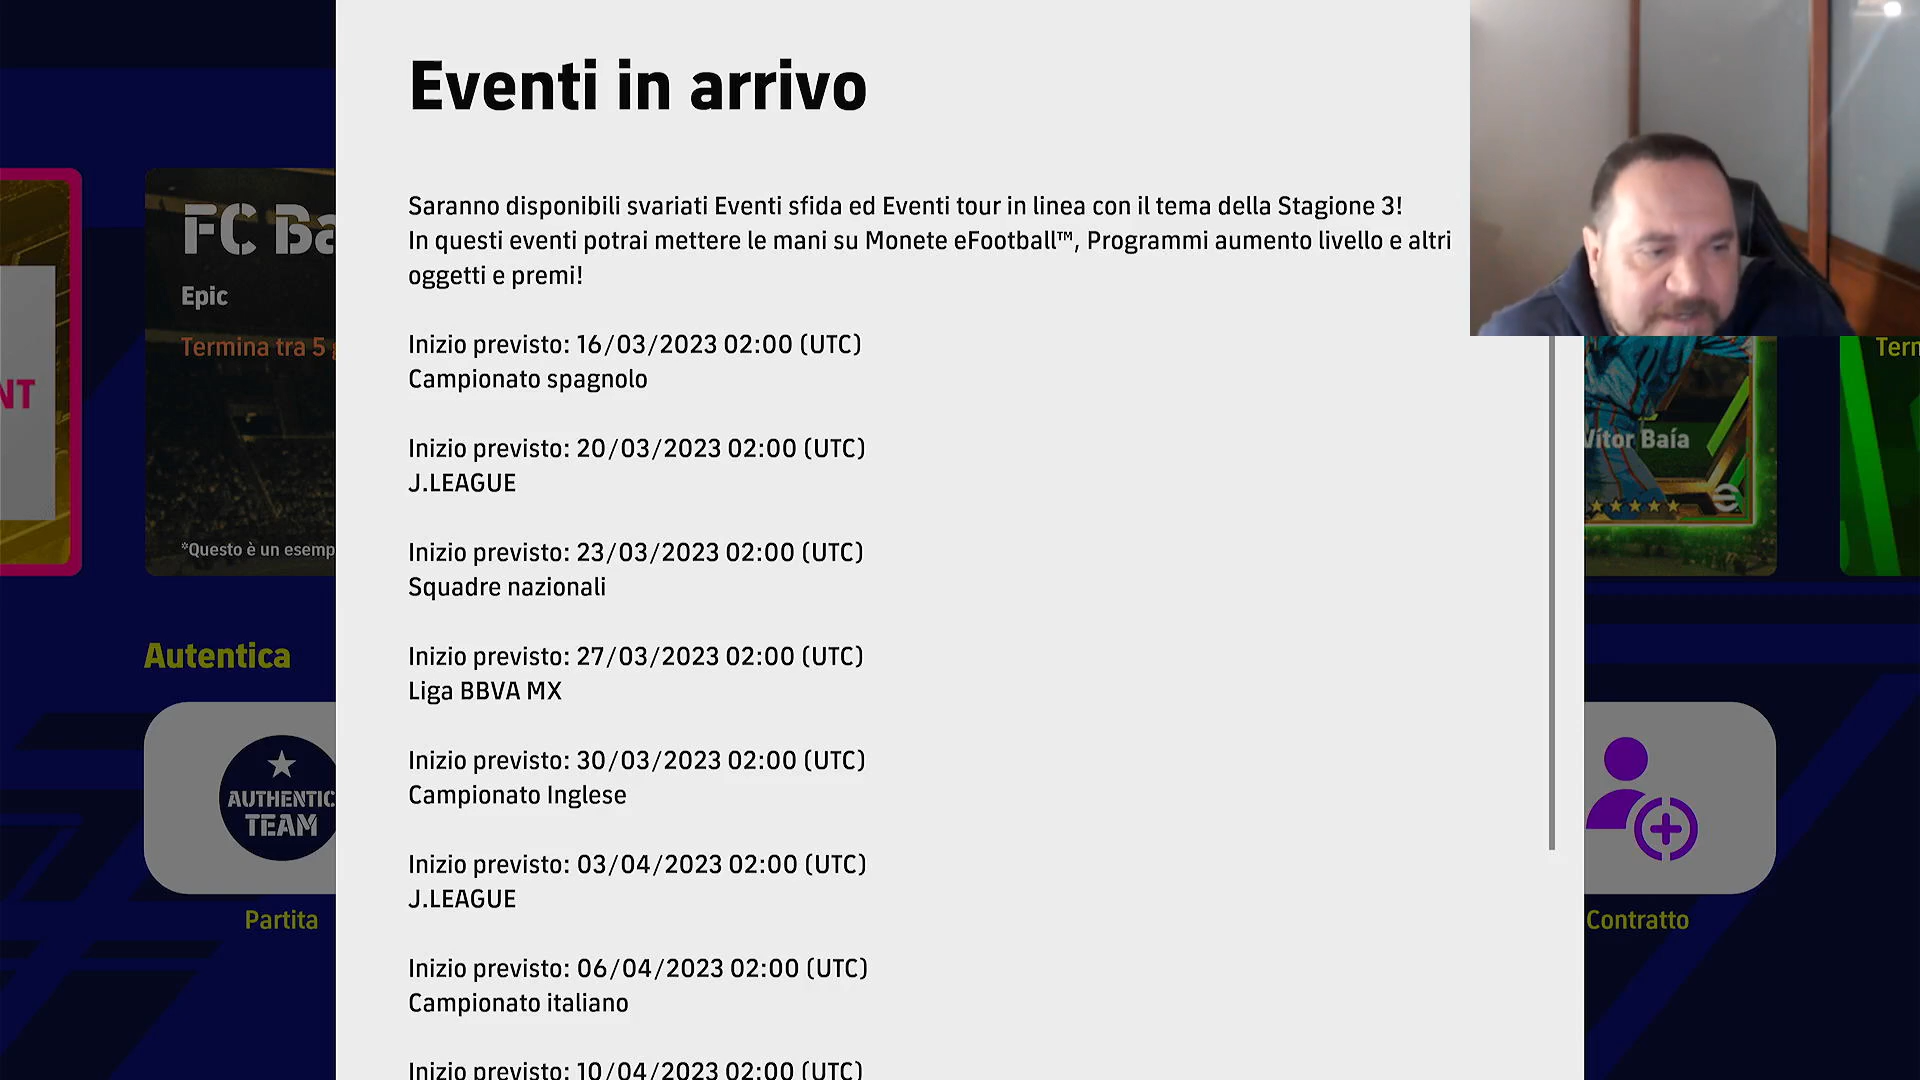 Eventi in arrivo
Saranno disponibili svariati Eventi sfida ed Eventi tour in linea con il tema della Stagione 3!
In questi eventi potrai mettere le mani su Monete eFootball™, Programmi aumento livello e altri
oggetti e premi!
Inizio previsto: 16/03/2023 02:00 (UTC)
Campionato spagnolo
Inizio previsto: 20/03/2023 02:00 (UTC)
J.LEAGUE
Inizio previsto: 23/03/2023 02:00 (UTC)
Squadre nazionali
Inizio previsto: 27/03/2023 02:00 (UTC)
Liga BBVA MX
Inizio previsto: 30/03/2023 02:00 (UTC)
Campionato Inglese
Inizio previsto: 03/04/2023 02:00 (UTC)
J.LEAGUE
Inizio previsto: 06/04/2023 02:00 (UTC)
Campionato italiano
Inizio previsto: 10/04/2023 02:00 (UTC)
FC Ba
Epic
Termina tra 5
NT
*Questo è un esemp
Autentica
AUTHENTIC
TEAM
Partita
Term
Vítor Baía
Contratto